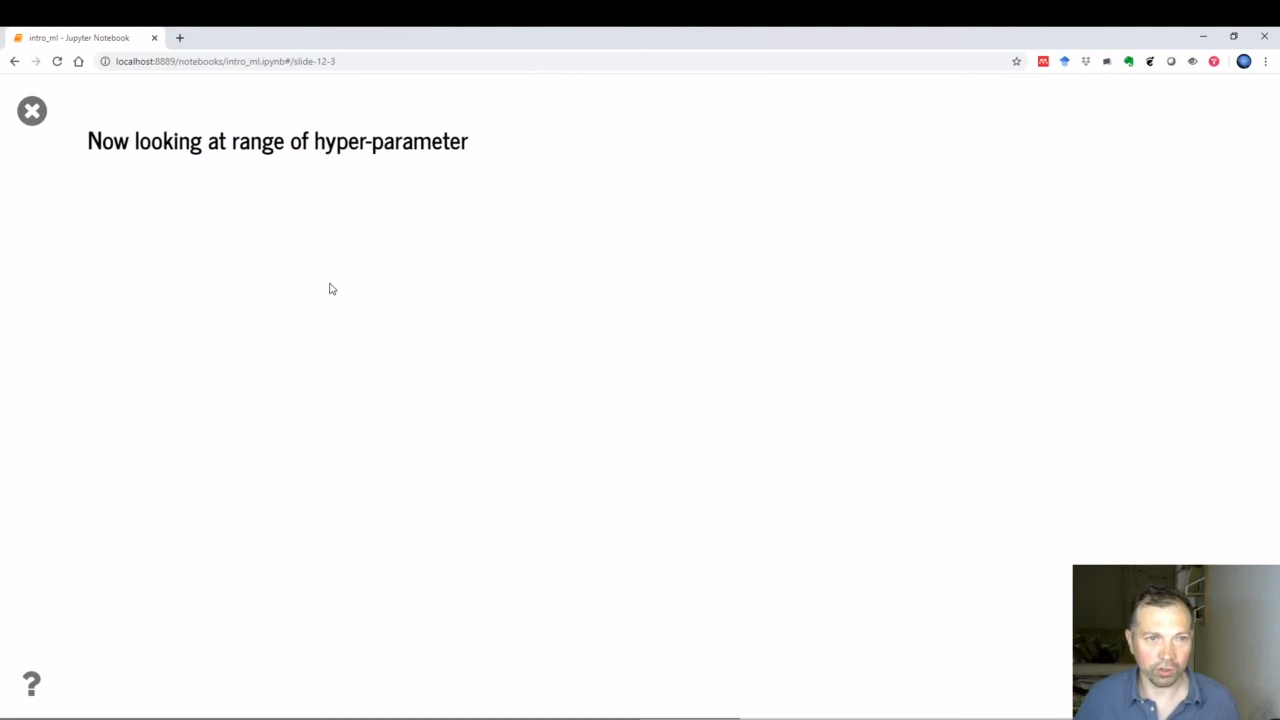 intro_ml - Jupyter Notebook
localhost:8889/notebooks/intro_ml.ipynb#/slide-12-3
Now looking at range of hyper-parameter
?